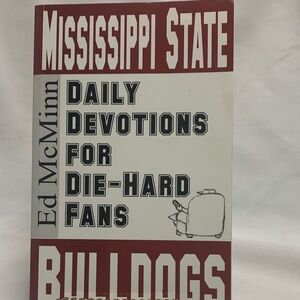 MISSISSIPPI STATE
Ed McMinn
DAILY
DEVOTIONS
FOR
DIE-HARD
FANS
BULLDOGS